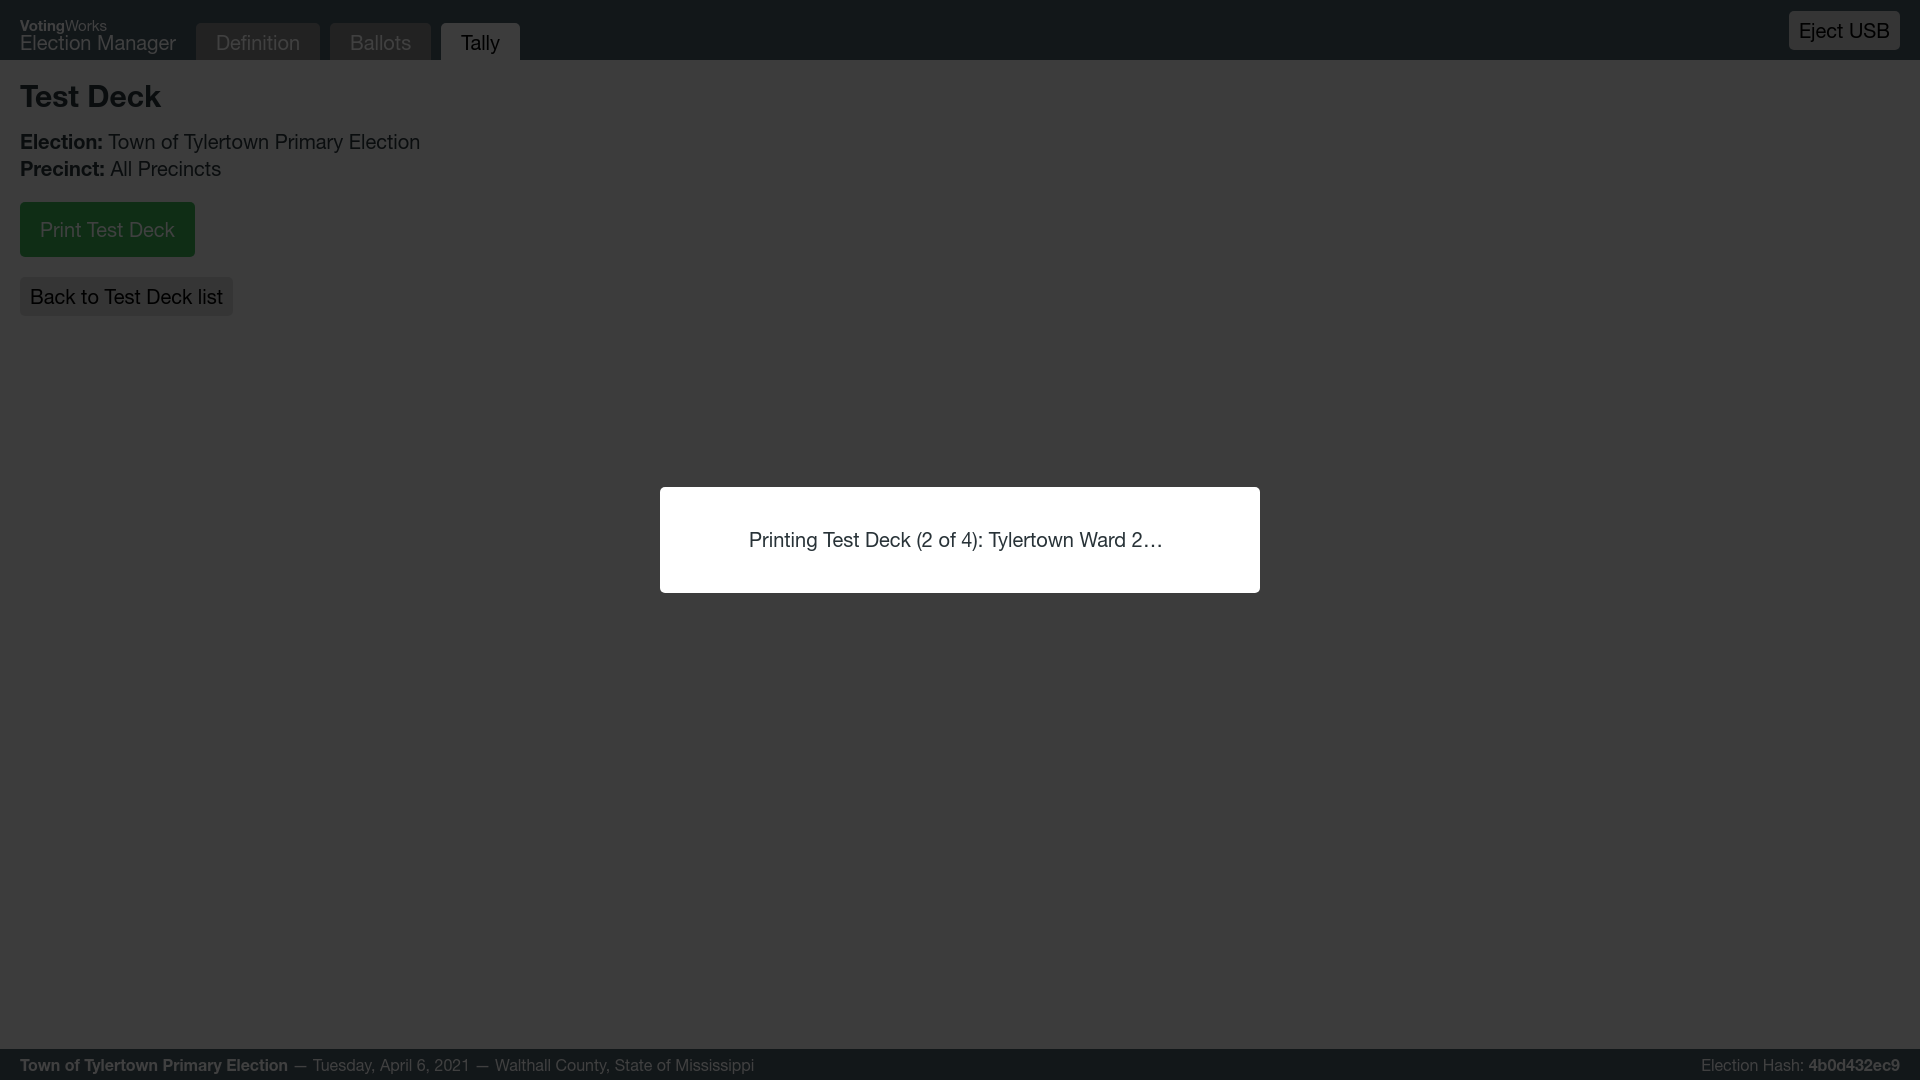 VotingWorks
Election Manager
Definition
Ballots
Tally
Eject USB
Test Deck
Election: Town of Tylertown Primary Election
Precinct: All Precincts
Print Test Deck
Back to Test Deck list
Printing Test Deck (2 of 4): Tylertown Ward 2…
Town of Tylertown Primary Election — Tuesday, April 6, 2021 — Walthall County, State of Mississippi
Election Hash: 4b0d432ec9